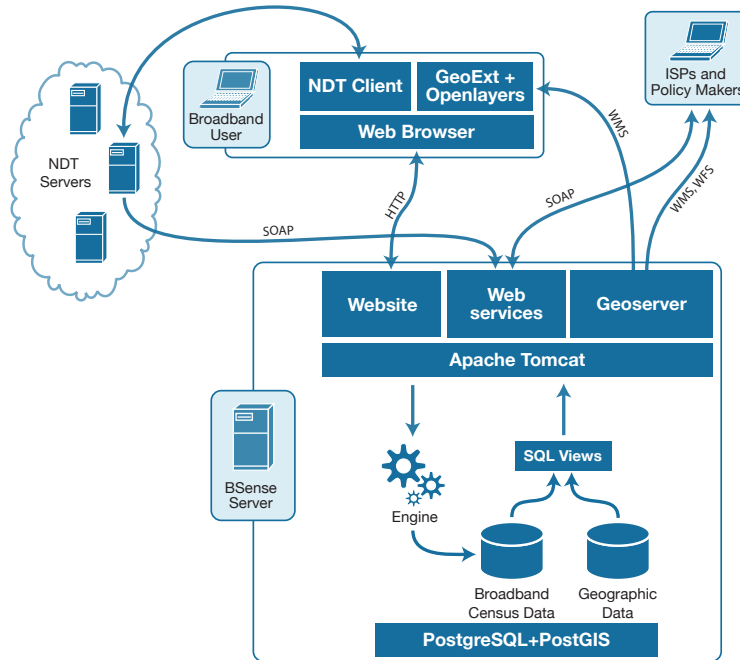 NDT Client
GeoExt +
Openlayers
Web Browser
Broadband
User
ISPs and
Policy Makers
NDT
Servers
WMS
HTTP
SOAP
SOAP
WMS, WFS
Website
Web
services
Geoserver
Apache Tomcat
SQL Views
BSense
Server
Engine
Broadband
Census Data
Geographic
Data
PostgreSQL+PostGIS